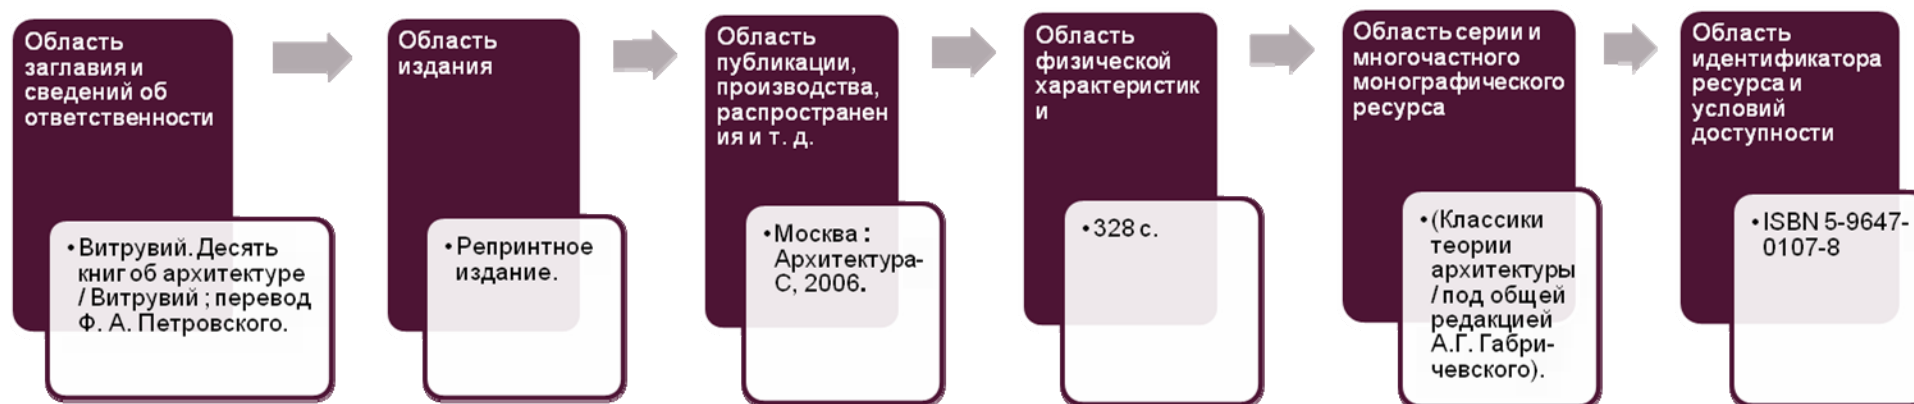 Область
заглавия и
сведений об
ответственности
• Витрувий. Десять
книг об архитектуре
/ Витрувий ; перевод
Ф. А. Петровского.
Область
издания
• Репринтное
издание.
Область
публикации,
производства,
распространен
ия и т. д.
• Москва :
Архитектура-
С, 2006.
Область
физической
характеристик
и
• 328 с.
Область серии и
многочастного
монографического
ресурса
• (Классики
теории
архитектуры
/ под общей
редакцией
А.Г. Габри-
чевского).
Область
идентификатора
ресурса и
условий
доступности
• ISBN 5-9647-
0107-8